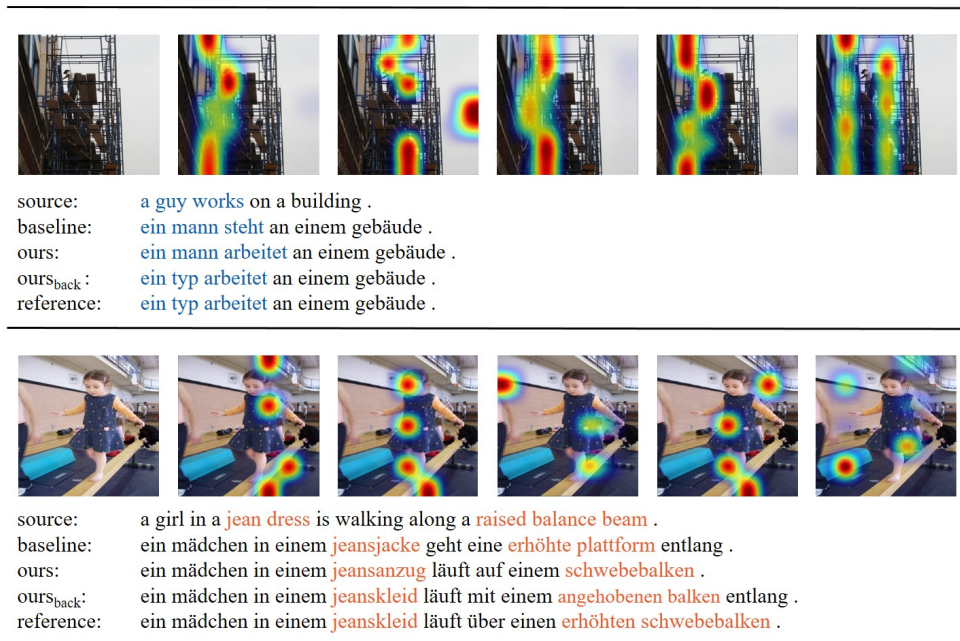 source: a guy works on a building .
baseline: ein mann steht an einem gebäude .
ours: ein mann arbeitet an einem gebäude .
ours_back : ein typ arbeitet an einem gebäude .
reference: ein typ arbeitet an einem gebäude .
source: a girl in a jean dress is walking along a raised balance beam .
baseline: ein mädchen in einem jeansjacke geht eine erhöhte plattform entlang .
ours: ein mädchen in einem jeansanzug läuft auf einem schwebebalken .
ours_back: ein mädchen in einem jeanskleid läuft mit einem angehobenen balken entlang .
reference: ein mädchen in einem jeanskleid läuft über einen erhöhten schwebebalken .